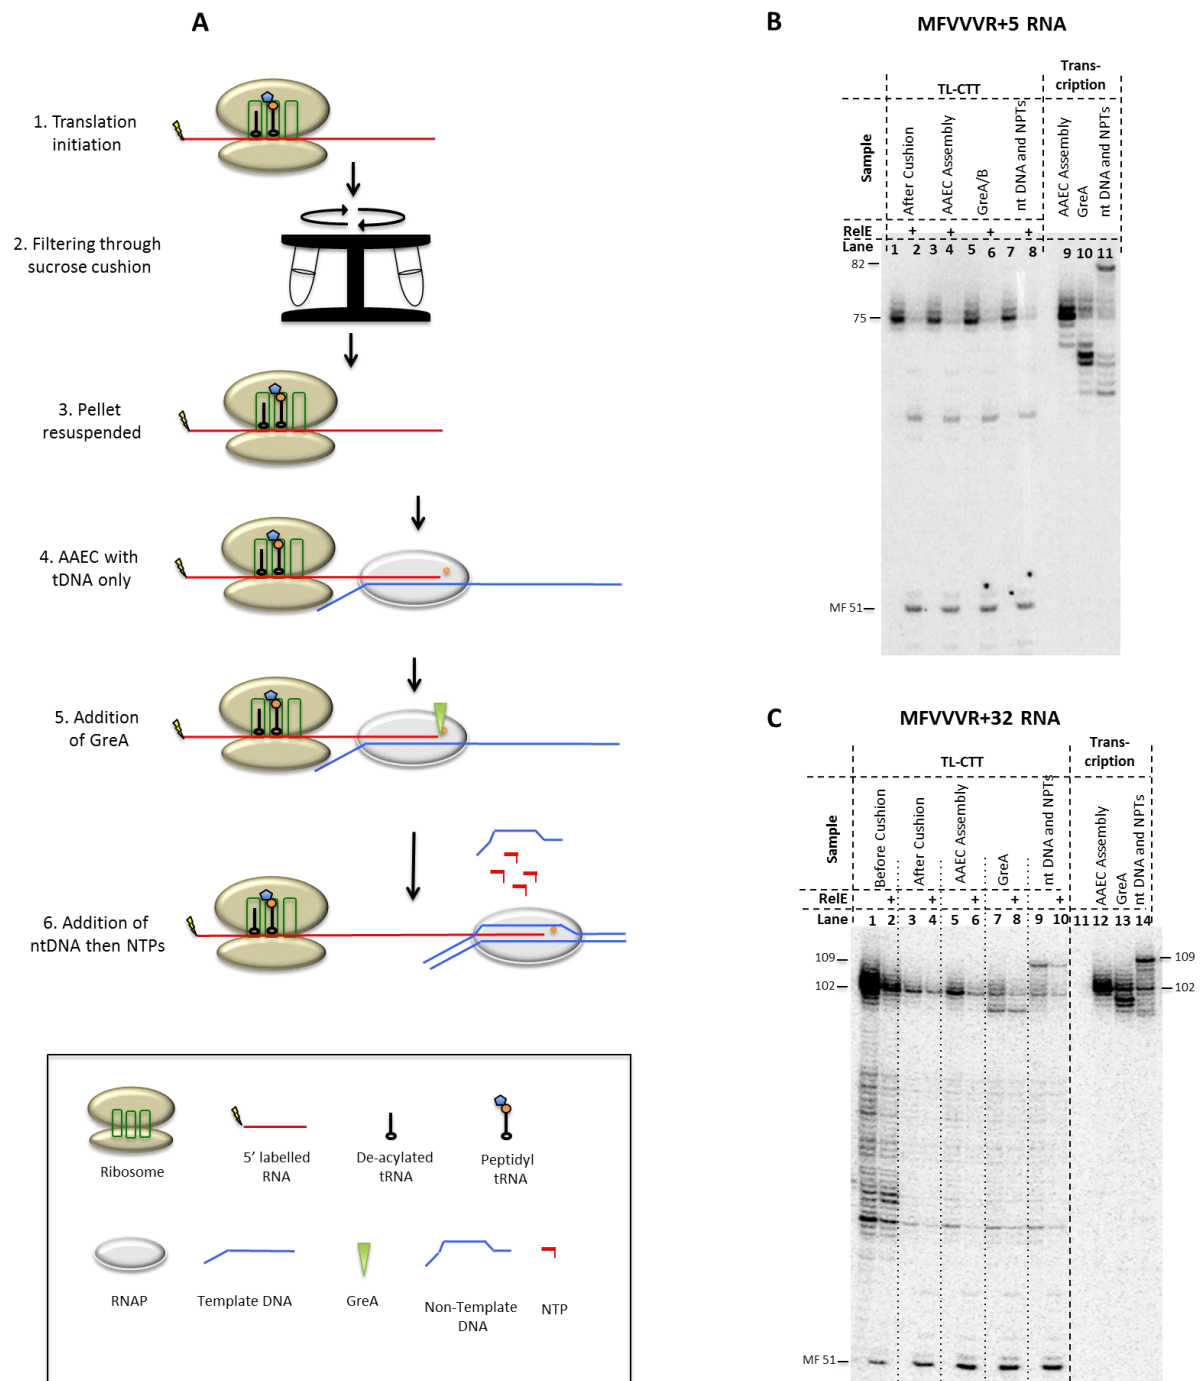 A
1. Translation
initiation
2. Filtering through
sucrose cushion
3. Pellet
resuspended
4. AAEC with
tDNA only
5. Addition
of GreA
6. Addition of
ntDNA then NTPs
Ribosome
5' labelled
RNA
De-acylated
tRNA
Peptidyl
tRNA
RNAP
Template DNA
GreA
Non-Template
DNA
NTP
B
MFVVVR+5 RNA
TL-CTT
Trans-
cription
Sample
After Cushion
AAEC Assembly
GreA/B
nt DNA and NPTs
AAEC Assembly
GreA
nt DNA and NPTs
RelE + + + +
Lane 1 2 3 4 5 6 7 8 9 10 11
82
75
MF 51
C
MFVVVR+32 RNA
TL-CTT
Trans-
cription
Sample
Before Cushion
After Cushion
AAEC Assembly
GreA
nt DNA and NPTs
AAEC Assembly
GreA
nt DNA and NPTs
RelE + + + + +
Lane 1 2 3 4 5 6 7 8 9 10 11 12 13 14
109 109
102 102
MF 51